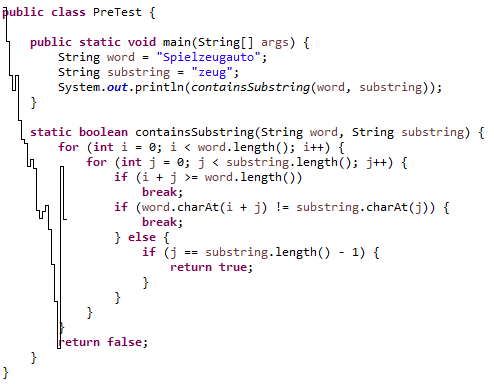 public class PreTest {
public static void main(String[] args) {
String word = "Spielzeugauto";
String substring = "zeug";
System.out.println(containsSubstring(word, substring));
}
static boolean containsSubstring(String word, String substring) {
for (int i = 0; i < word.length(); i++) {
for (int j = 0; j < substring.length(); j++) {
if (i + j >= word.length())
break;
if (word.charAt(i + j) != substring.charAt(j)) {
break;
} else {
if (j == substring.length() - 1) {
return true;
}
}
}
}
return false;
}
}